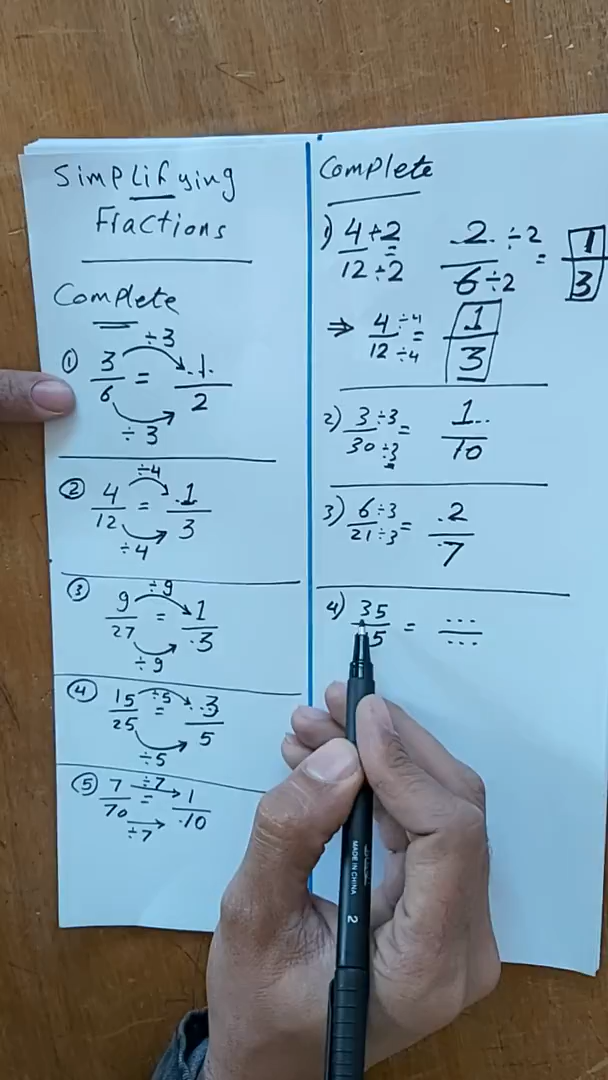 Simplifying
Fractions
Complete
① 3/6 = 1/2
÷3
÷3
② 4/12 = 1/3
÷4
÷4
③ 9/27 = 1/3
÷9
÷9
④ 15/25 = 3/5
÷5
÷5
⑤ 7/70 = 1/10
÷7
÷7
Complete
1) 4÷2/12÷2 = 2÷2/6÷2 = 1/3
⇒ 4÷4/12÷4 = 1/3
2) 3÷3/30÷3 = 1/10
3) 6÷3/21÷3 = 2/7
4) 35/ 5 = .../...
MADE IN CHINA
2